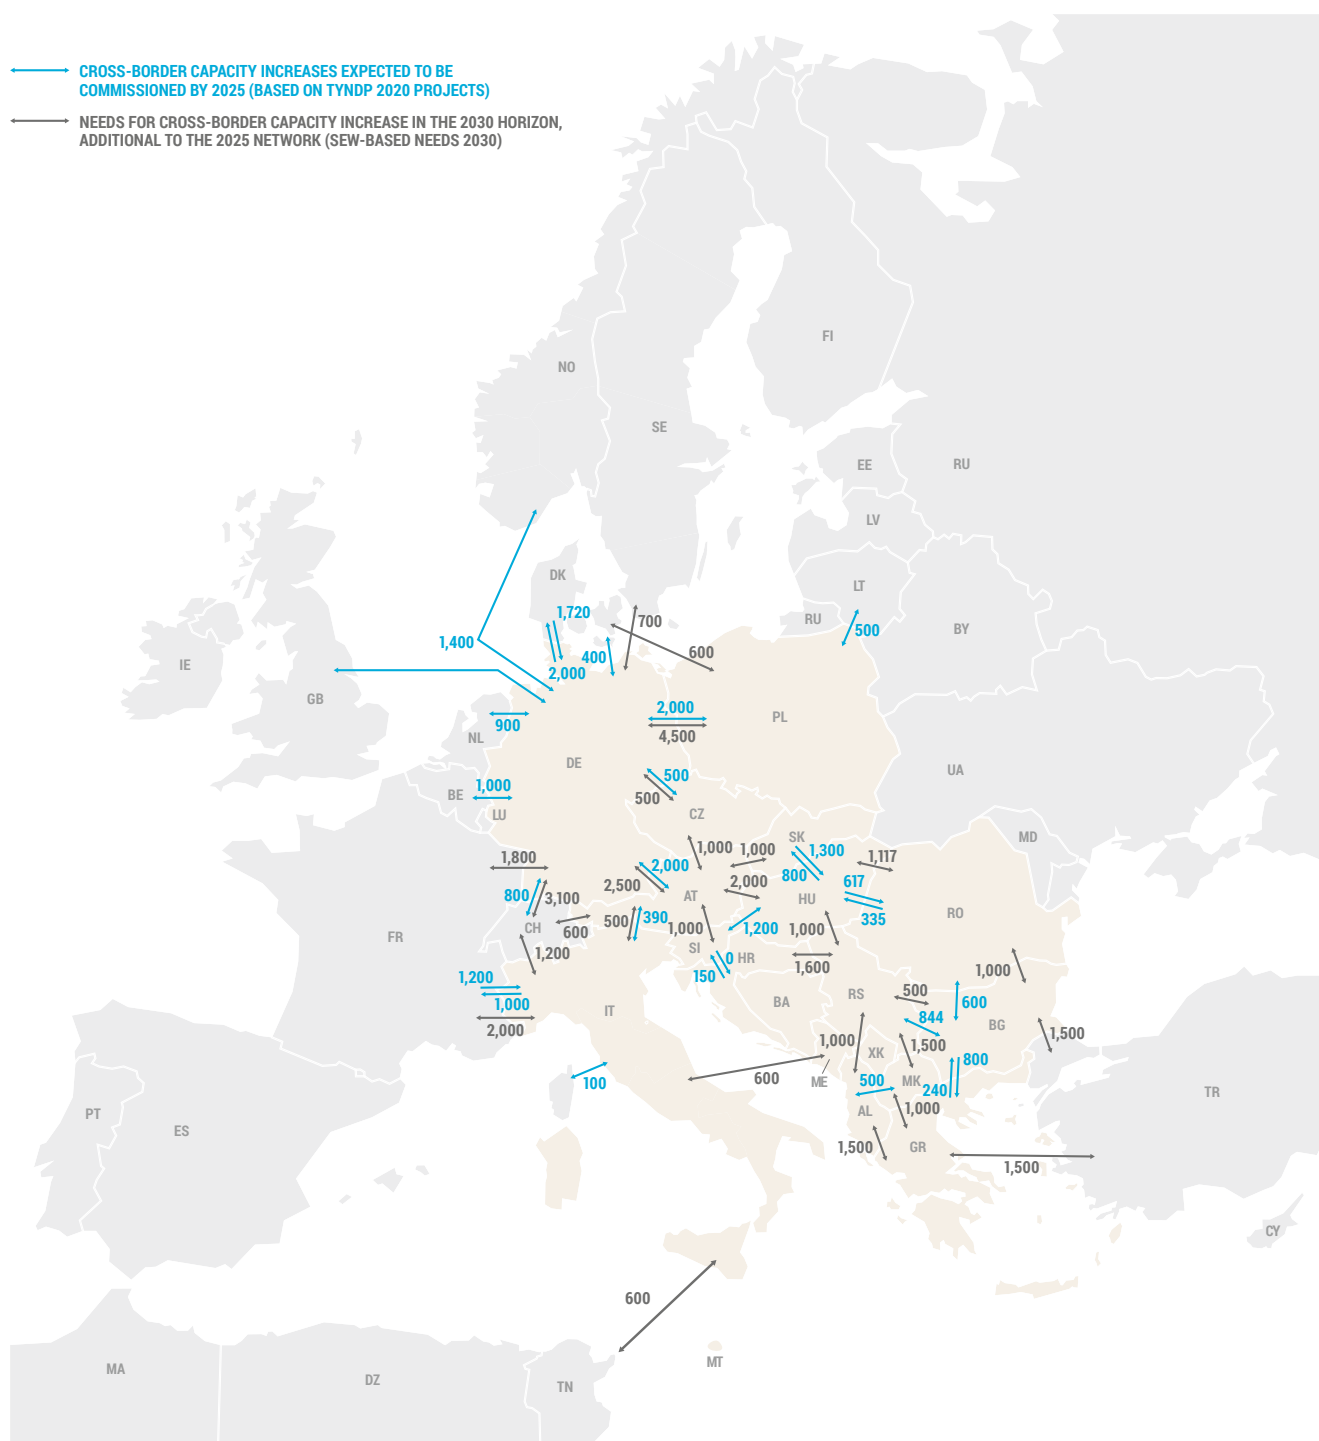 CROSS-BORDER CAPACITY INCREASES EXPECTED TO BE
COMMISSIONED BY 2025 (BASED ON TYNDP 2020 PROJECTS)
NEEDS FOR CROSS-BORDER CAPACITY INCREASE IN THE 2030 HORIZON,
ADDITIONAL TO THE 2025 NETWORK (SEW-BASED NEEDS 2030)
FI
NO
SE
EE
RU
LV
DK
LT
1,720
700
RU
500
BY
1,400
400
600
IE
2,000
GB
2,000
PL
900
NL
4,500
DE
UA
500
1,000
BE
500
LU
CZ
SK
MD
1,000
1,000
1,300
1,800
1,117
2,000
800
617
2,500
2,000
800
3,100
AT
HU
RO
500
390
335
CH
600
1,000
1,200
1,000
FR
1,200
SI
0
HR
1,600
1,200
150
1,000
1,000
500
RS
600
BA
IT
844
BG
2,000
1,000
1,500
1,500
XK
800
600
ME
500
MK
100
240
AL
1,000
TR
PT
ES
1,500
GR
1,500
CY
600
MT
MA
DZ
TN